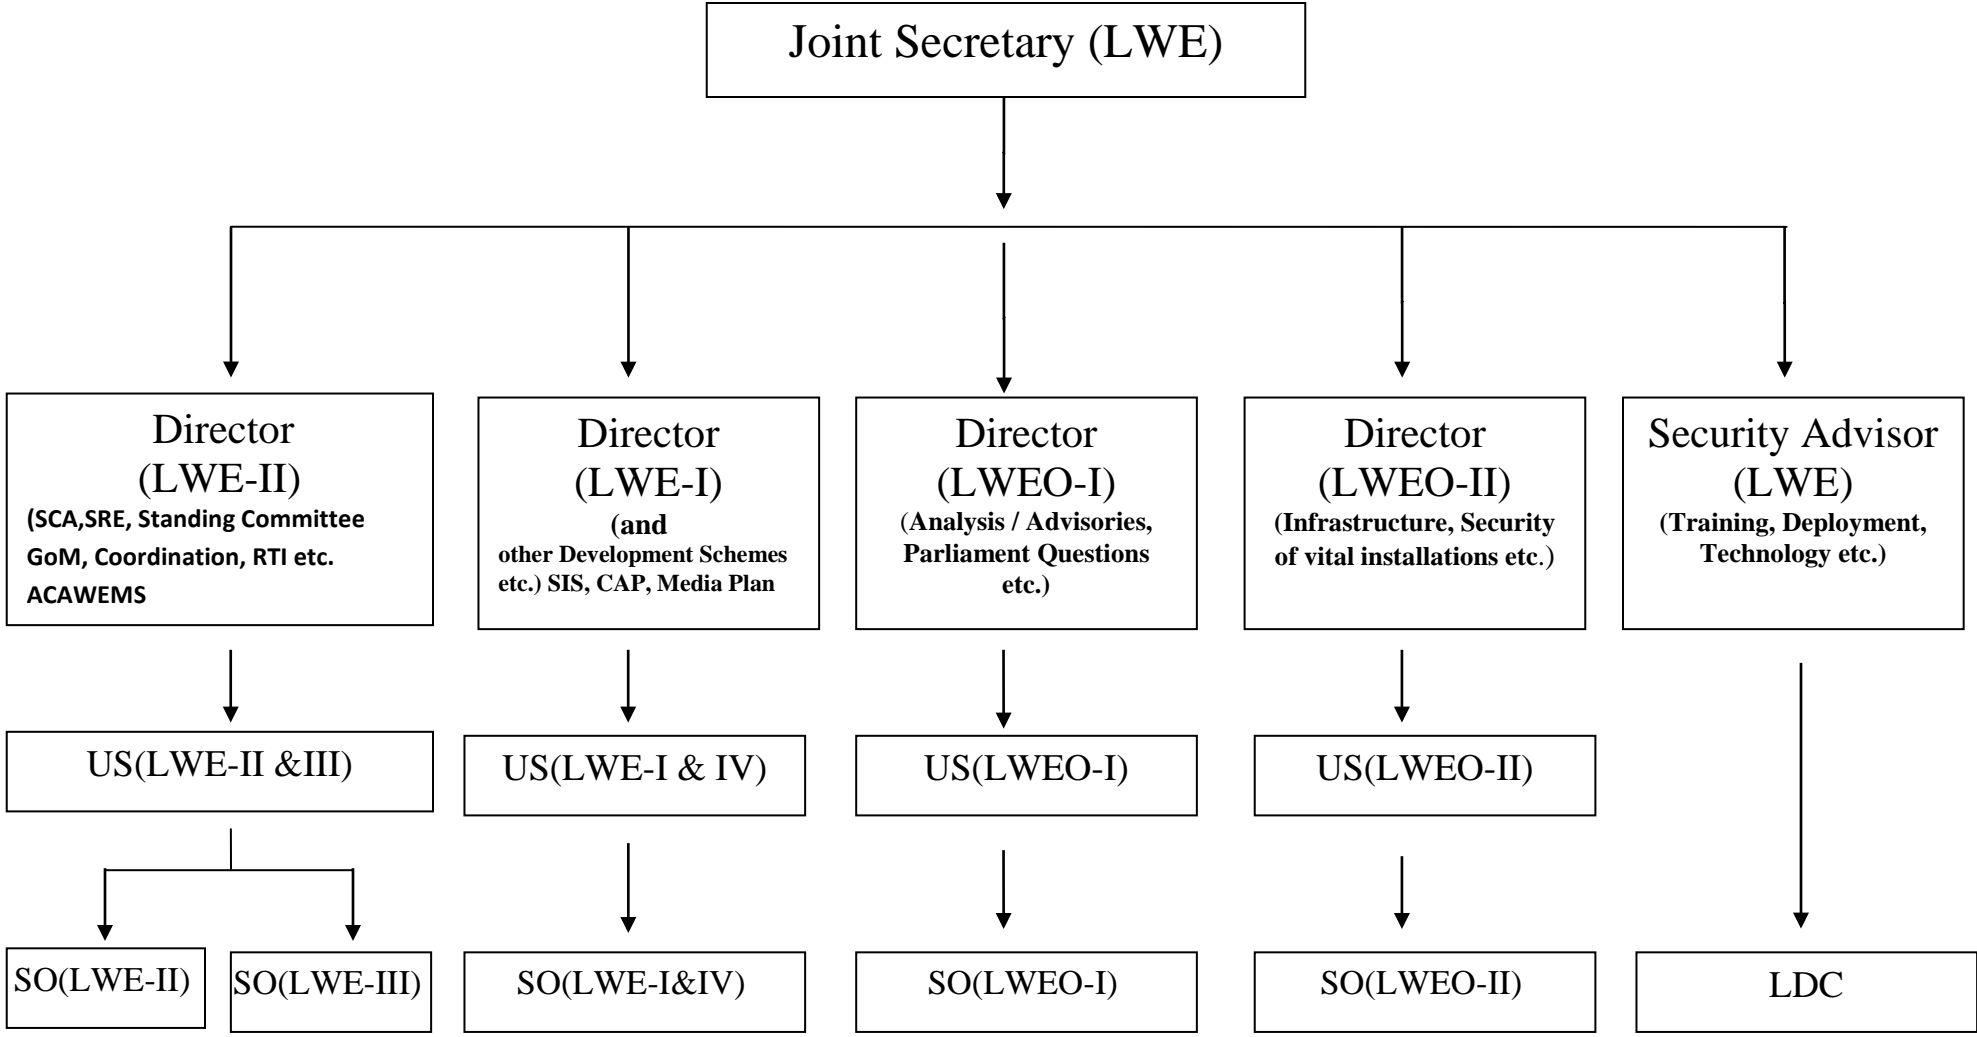 Joint Secretary (LWE)
Director
(LWE-II)
(SCA,SRE, Standing Committee
GoM, Coordination, RTI etc.
ACAWEMS
Director
(LWE-I)
(and
other Development Schemes
etc.) SIS, CAP, Media Plan
Director
(LWEO-I)
(Analysis / Advisories,
Parliament Questions
etc.)
Director
(LWEO-II)
(Infrastructure, Security
of vital installations etc.)
Security Advisor
(LWE)
(Training, Deployment,
Technology etc.)
US(LWE-II &III)
US(LWE-I & IV)
US(LWEO-I)
US(LWEO-II)
SO(LWE-II)
SO(LWE-III)
SO(LWE-I&IV)
SO(LWEO-I)
SO(LWEO-II)
LDC